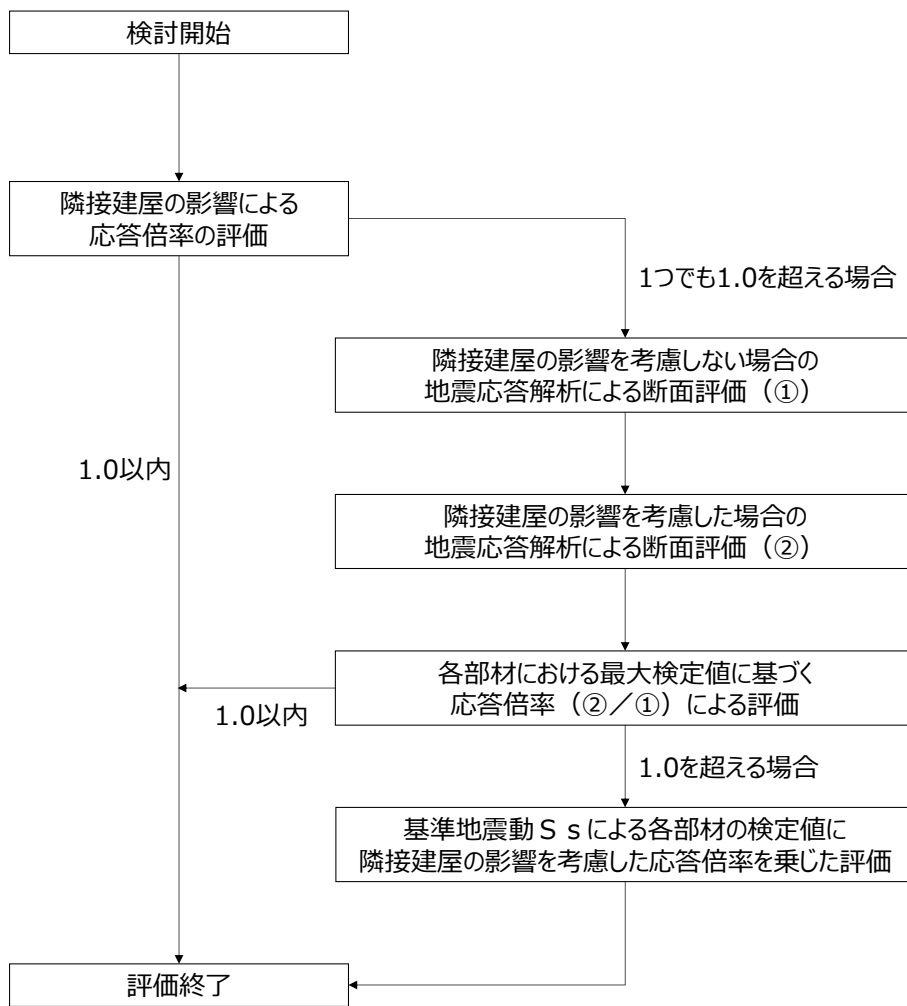 検討開始
隣接建屋の影響による
応答倍率の評価
1つでも1.0を超える場合
隣接建屋の影響を考慮しない場合の
地震応答解析による断面評価（①）
1.0以内
隣接建屋の影響を考慮した場合の
地震応答解析による断面評価（②）
各部材における最大検定値に基づく
応答倍率（②／①）による評価
1.0以内
1.0を超える場合
基準地震動Ｓｓによる各部材の検定値に
隣接建屋の影響を考慮した応答倍率を乗じた評価
評価終了